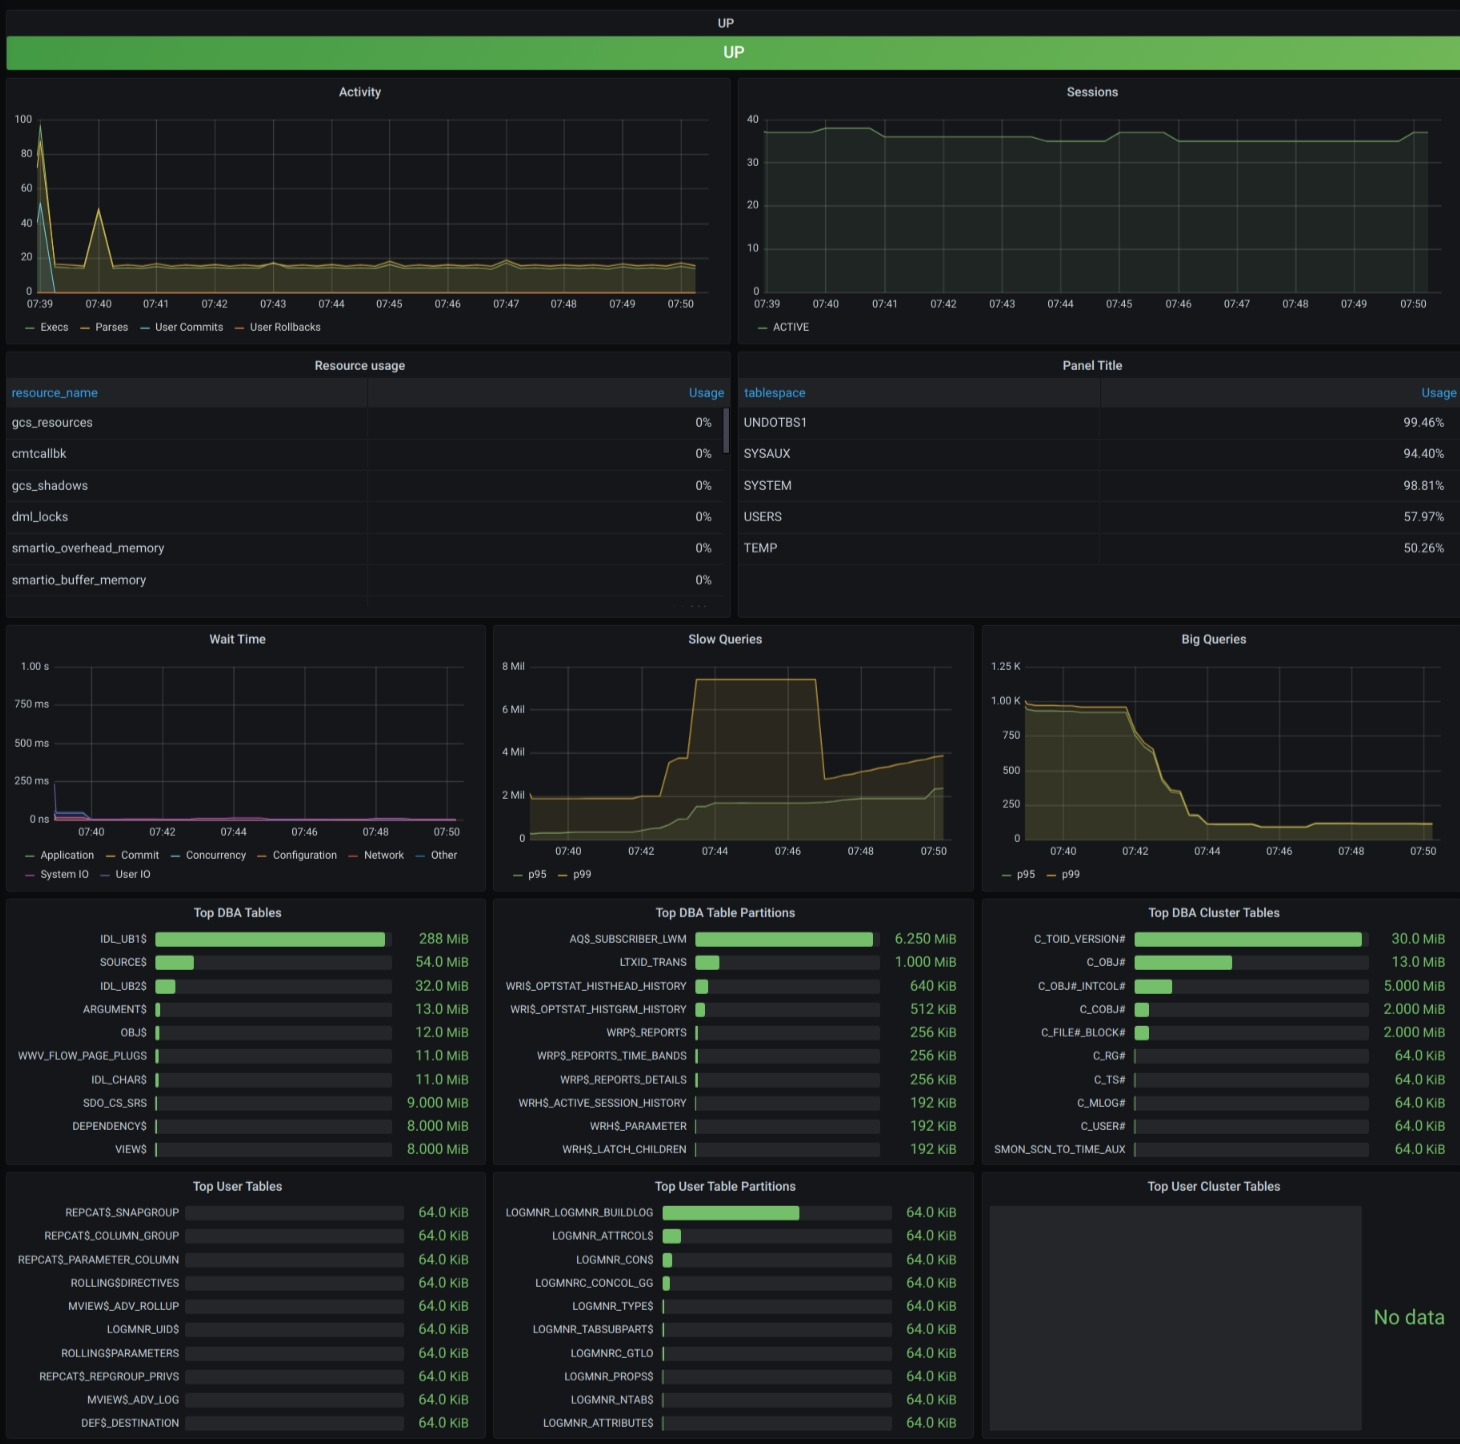 UP
UP
Activity
100
80
60
40
20
0
07:39 07:40 07:41 07:42 07:43 07:44 07:45 07:46 07:47 07:48 07:49 07:50
Execs Parses User Commits User Rollbacks
Sessions
40
30
20
10
0
07:39 07:40 07:41 07:42 07:43 07:44 07:45 07:46 07:47 07:48 07:49 07:50
ACTIVE
Resource usage
resource_name Usage
gcs_resources 0%
cmtcallbk 0%
gcs_shadows 0%
dml_locks 0%
smartio_overhead_memory 0%
smartio_buffer_memory 0%
Panel Title
tablespace Usage
UNDOTBS1 99.46%
SYSAUX 94.40%
SYSTEM 98.81%
USERS 57.97%
TEMP 50.26%
Wait Time
1.00 s
750 ms
500 ms
250 ms
0 ns
07:40 07:42 07:44 07:46 07:48 07:50
Application Commit Concurrency Configuration Network Other
System IO User IO
Slow Queries
8 Mil
6 Mil
4 Mil
2 Mil
0
07:40 07:42 07:44 07:46 07:48 07:50
p95 p99
Big Queries
1.25 K
1.00 K
750
500
250
0
07:40 07:42 07:44 07:46 07:48 07:50
p95 p99
Top DBA Tables
IDL_UB1$ 288 MiB
SOURCE$ 54.0 MiB
IDL_UB2$ 32.0 MiB
ARGUMENT$ 13.0 MiB
OBJ$ 12.0 MiB
WWV_FLOW_PAGE_PLUGS 11.0 MiB
IDL_CHAR$ 11.0 MiB
SDO_CS_SRS 9.000 MiB
DEPENDENCY$ 8.000 MiB
VIEW$ 8.000 MiB
Top DBA Table Partitions
AQ$_SUBSCRIBER_LWM 6.250 MiB
LTXID_TRANS 1.000 MiB
WRI$_OPTSTAT_HISTHEAD_HISTORY 640 KiB
WRI$_OPTSTAT_HISTGRM_HISTORY 512 KiB
WRP$_REPORTS 256 KiB
WRP$_REPORTS_TIME_BANDS 256 KiB
WRP$_REPORTS_DETAILS 256 KiB
WRH$_ACTIVE_SESSION_HISTORY 192 KiB
WRH$_PARAMETER 192 KiB
WRH$_LATCH_CHILDREN 192 KiB
Top DBA Cluster Tables
C_TOID_VERSION# 30.0 MiB
C_OBJ# 13.0 MiB
C_OBJ#_INTCOL# 5.000 MiB
C_COBJ# 2.000 MiB
C_FILE#_BLOCK# 2.000 MiB
C_RG# 64.0 KiB
C_TS# 64.0 KiB
C_MLOG# 64.0 KiB
C_USER# 64.0 KiB
SMON_SCN_TO_TIME_AUX 64.0 KiB
Top User Tables
REPCAT$_SNAPGROUP 64.0 KiB
REPCAT$_COLUMN_GROUP 64.0 KiB
REPCAT$_PARAMETER_COLUMN 64.0 KiB
ROLLING$DIRECTIVES 64.0 KiB
MVIEW$_ADV_ROLLUP 64.0 KiB
LOGMNR_UID$ 64.0 KiB
ROLLING$PARAMETERS 64.0 KiB
REPCAT$_REPGROUP_PRIVS 64.0 KiB
MVIEW$_ADV_LOG 64.0 KiB
DEF$_DESTINATION 64.0 KiB
Top User Table Partitions
LOGMNR_LOGMNR_BUILDLOG 64.0 KiB
LOGMNR_ATTRCOL$ 64.0 KiB
LOGMNR_CON$ 64.0 KiB
LOGMNRC_CONCOL_GG 64.0 KiB
LOGMNR_TYPE$ 64.0 KiB
LOGMNR_TABSUBPART$ 64.0 KiB
LOGMNRC_GTLO 64.0 KiB
LOGMNR_PROPS$ 64.0 KiB
LOGMNR_NTAB$ 64.0 KiB
LOGMNR_ATTRIBUTE$ 64.0 KiB
Top User Cluster Tables
No data